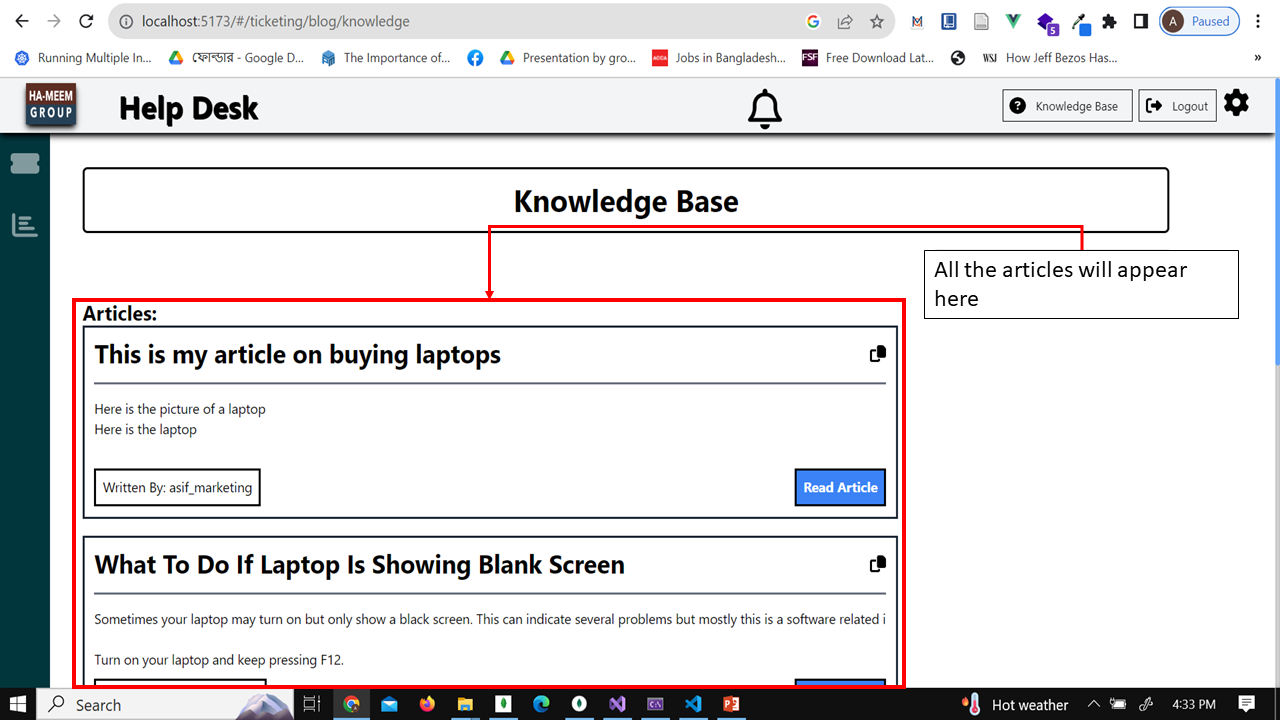 localhost:5173/#/ticketing/blog/knowledge
A
Paused
5
Running Multiple In...
ফোল্ডার - Google D...
The Importance of...
Presentation by gro...
ACCA
Jobs in Bangladesh...
FSF
Free Download Lat...
WSJ
How Jeff Bezos Has...
»
HA-MEEM
GROUP
Help Desk
Knowledge Base
Logout
Knowledge Base
All the articles will appear
here
Articles:
This is my article on buying laptops
Here is the picture of a laptop
Here is the laptop
Written By: asif_marketing
Read Article
What To Do If Laptop Is Showing Blank Screen
Sometimes your laptop may turn on but only show a black screen. This can indicate several problems but mostly this is a software related i
Turn on your laptop and keep pressing F12.
Search
Hot weather
4:33 PM